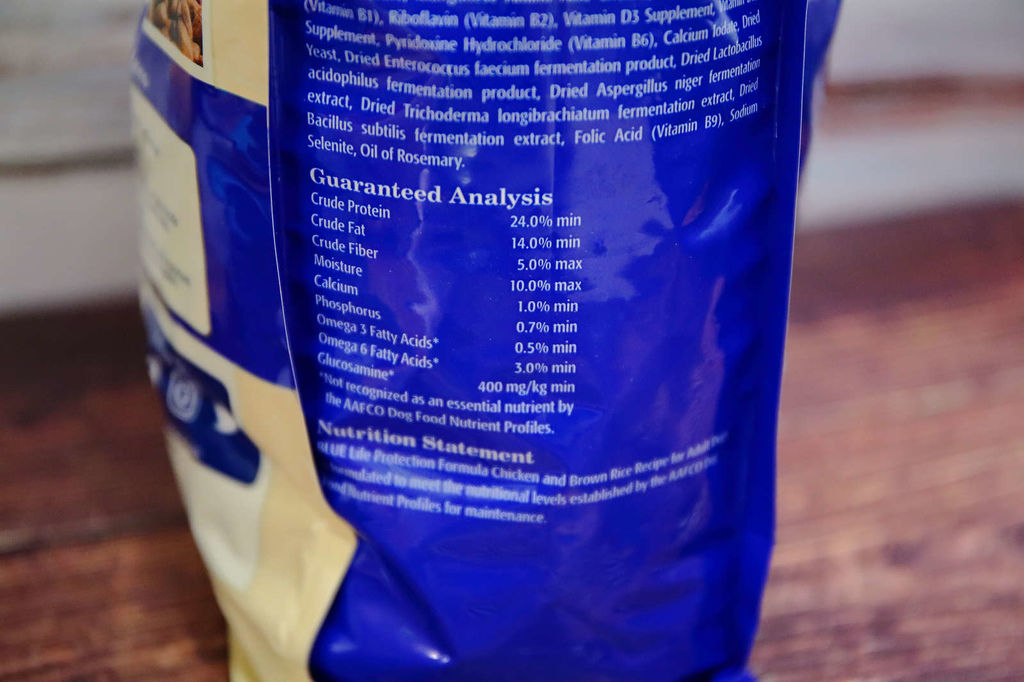 (Vitamin B1), Riboflavin (Vitamin B2), Vitamin D3 Supplement, Vitamin
Supplement, Pyridoxine Hydrochloride (Vitamin B6), Calcium Iodate, Dried
Yeast, Dried Enterococcus faecium fermentation product, Dried Lactobacillus
acidophilus fermentation product, Dried Aspergillus niger fermentation
extract, Dried Trichoderma longibrachiatum fermentation extract, Dried
Bacillus subtilis fermentation extract, Folic Acid (Vitamin B9), Sodium
Selenite, Oil of Rosemary.
Guaranteed Analysis
Crude Protein 24.0% min
Crude Fat 14.0% min
Crude Fiber 5.0% max
Moisture 10.0% max
Calcium 1.0% min
Phosphorus 0.7% min
Omega 3 Fatty Acids* 0.5% min
Omega 6 Fatty Acids* 3.0% min
Glucosamine* 400 mg/kg min
*Not recognized as an essential nutrient by
the AAFCO Dog Food Nutrient Profiles.
Nutrition Statement
BLUE Life Protection Formula Chicken and Brown Rice Recipe for Adult
formulated to meet the nutritional levels established by the AAFCO
Nutrient Profiles for maintenance.